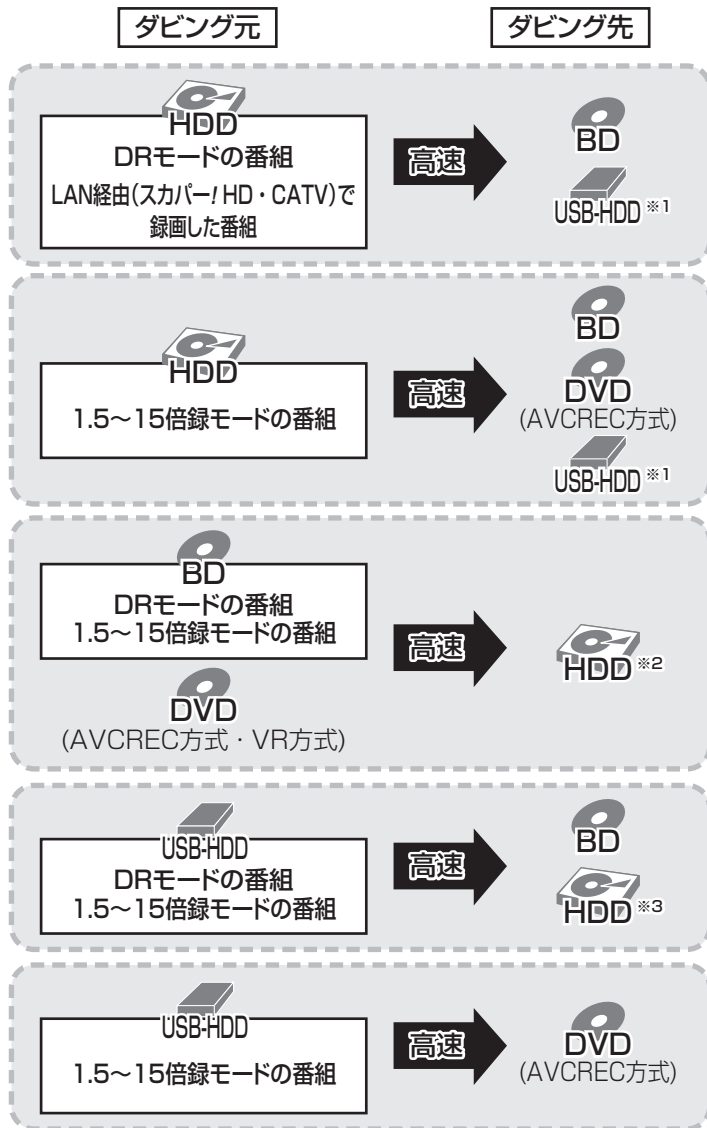 ダビング元
ダビング先
HDD
DRモードの番組
LAN経由(スカパー!HD・CATV)で
録画した番組
高速
BD
USB-HDD ※1
HDD
1.5~15倍録モードの番組
高速
BD
DVD
(AVCREC方式)
USB-HDD ※1
BD
DRモードの番組
1.5~15倍録モードの番組
DVD
(AVCREC方式・VR方式)
高速
HDD ※2
USB-HDD
DRモードの番組
1.5~15倍録モードの番組
高速
BD
HDD ※3
USB-HDD
1.5~15倍録モードの番組
高速
DVD
(AVCREC方式)